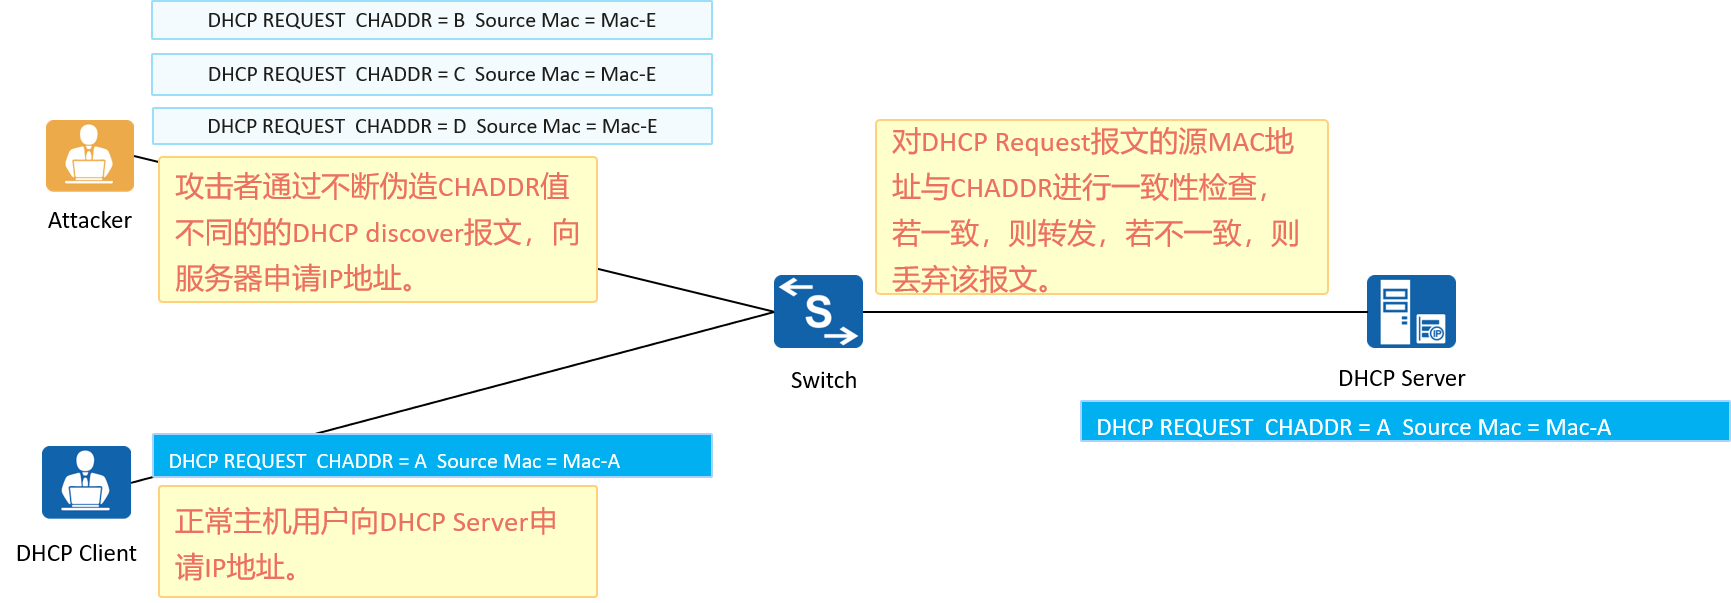 DHCP REQUEST CHADDR = B Source Mac = Mac-E
DHCP REQUEST CHADDR = C Source Mac = Mac-E
DHCP REQUEST CHADDR = D Source Mac = Mac-E
Attacker
攻击者通过不断伪造CHADDR值
不同的的DHCP discover报文，向
服务器申请IP地址。
对DHCP Request报文的源MAC地
址与CHADDR进行一致性检查，
若一致，则转发，若不一致，则
丢弃该报文。
S
IP
Switch
DHCP Server
DHCP REQUEST CHADDR = A Source Mac = Mac-A
DHCP REQUEST CHADDR = A Source Mac = Mac-A
DHCP Client
正常主机用户向DHCP Server申
请IP地址。